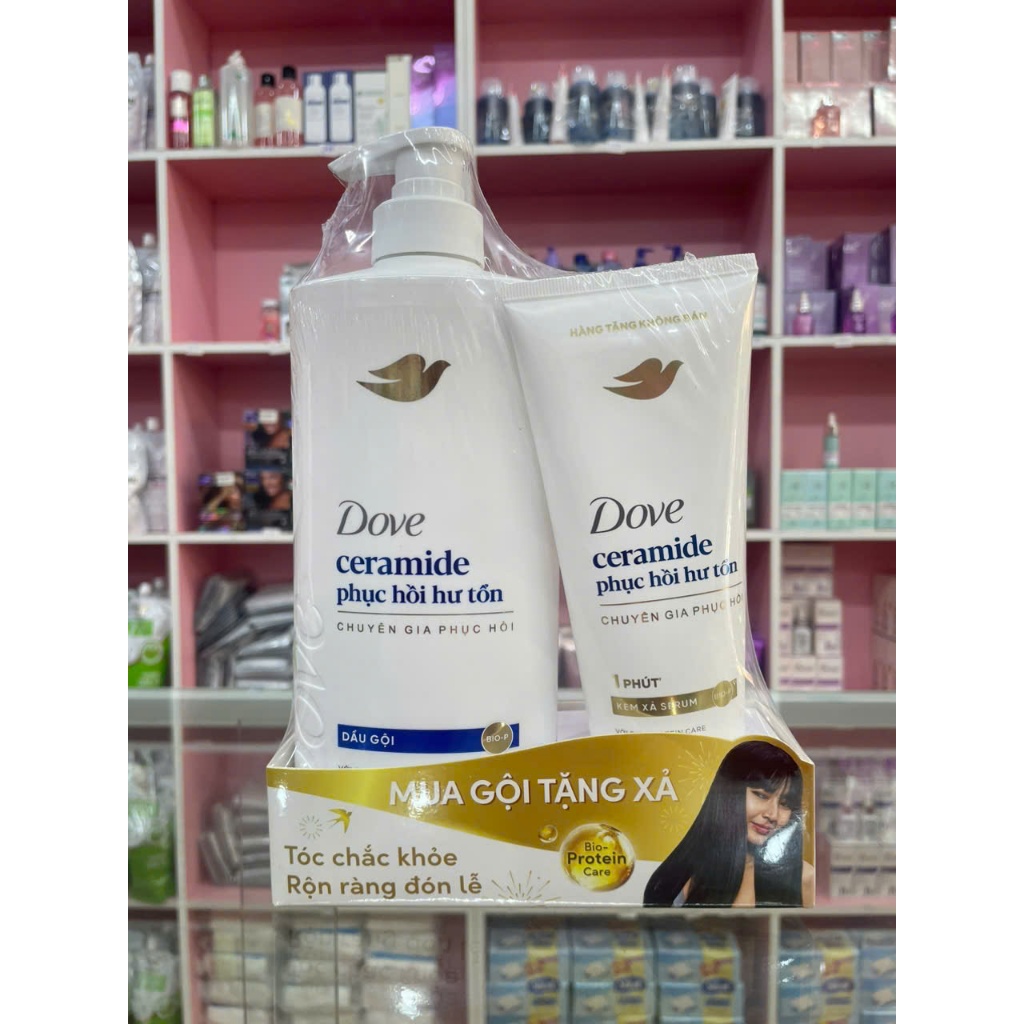 Dove
ceramide
phục hồi hư tổn
CHUYÊN GIA PHỤC HỒI
DẦU GỘI
BIO-P
HÀNG TẶNG KHÔNG BÁN
Dove
ceramide
phục hồi hư tổn
CHUYÊN GIA PHỤC HỒI
1 PHÚT
KEM XẢ SERUM
BIO-P
MUA GỘI TẶNG XẢ
Tóc chắc khỏe
Rộn ràng đón lễ
Bio-
Protein
Care